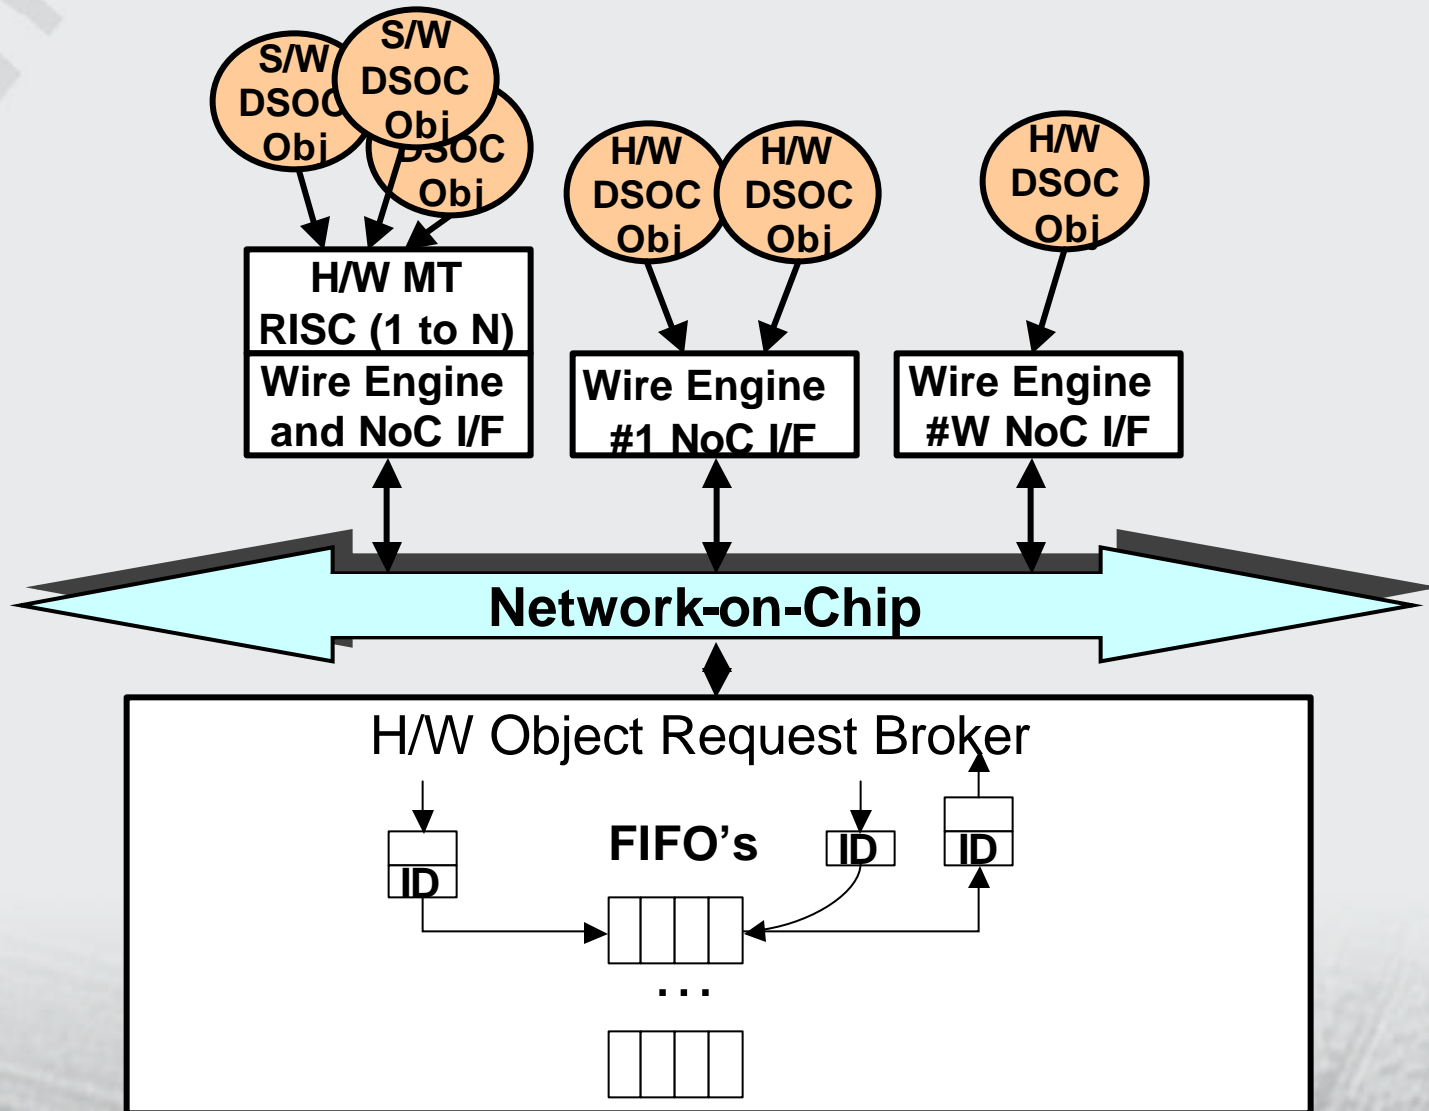 S/W
DSOC
Obj
S/W
DSOC
Obj
DSOC
Obj
H/W
DSOC
Obj
H/W
DSOC
Obj
H/W
DSOC
Obj
H/W MT
RISC (1 to N)
Wire Engine
and NoC I/F
Wire Engine
#1 NoC I/F
Wire Engine
#W NoC I/F
Network-on-Chip
H/W Object Request Broker
FIFO's
ID
ID
ID
...